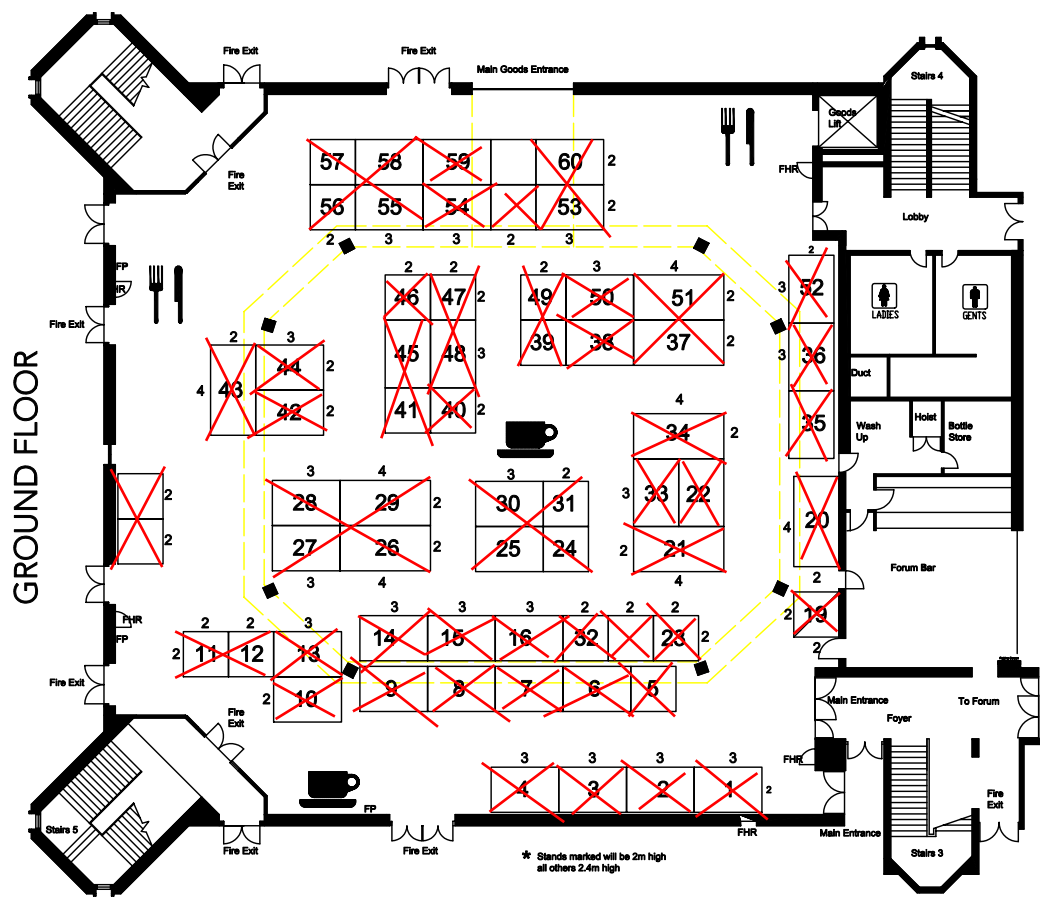 Fire Exit
Fire Exit
Main Goods Entrance
Stairs 4
Goods
Lift
57
58
59
60
2
FHR
Fire
Exit
56
55
54
53
2
Lobby
2
3
3
2
3
FP
HR
2
2
2
3
4
2
3
52
46
47
2
49
50
51
2
LADIES
GENTS
Fire Exit
2
3
44
2
45
48
3
39
38
37
2
3
36
4
43
Duct
42
2
41
40
2
4
34
2
35
Hoist
Wash
Up
Bottle
Store
GROUND FLOOR
3
4
3
2
3
33
22
2
28
29
2
30
31
4
20
2
27
26
2
25
24
2
21
3
4
4
Forum Bar
2
2
19
2
FHR
FP
2
2
3
3
3
3
2
2
2
14
15
16
32
23
2
2
11
12
13
Fire Exit
2
10
9
8
7
6
5
2
Main Entrance
To Forum
Foyer
Fire
Exit
3
3
3
3
FHR
4
3
2
1
2
Fire
Exit
FP
Stairs 5
FHR
Main Entrance
Fire Exit
Fire Exit
Stairs 3
* Stands marked will be 2m high
all others 2.4m high